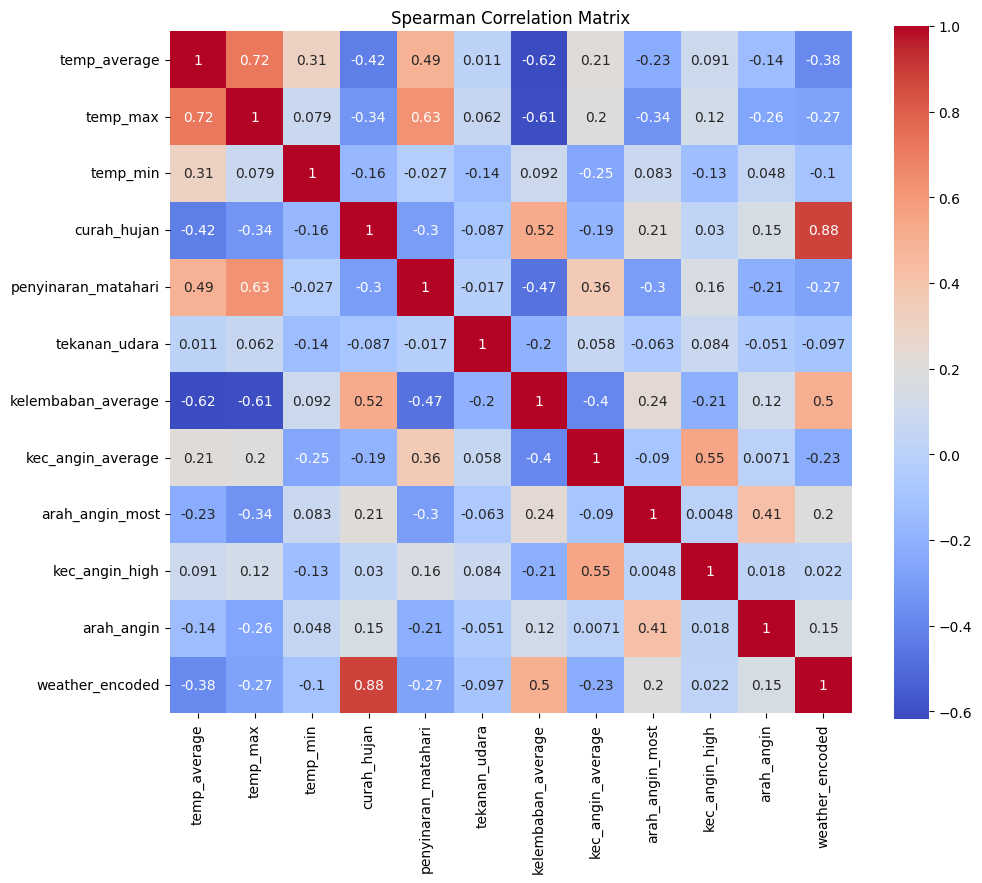 Spearman Correlation Matrix
temp_average 1 0.72 0.31 -0.42 0.49 0.011 -0.62 0.21 -0.23 0.091 -0.14 -0.38
temp_max 0.72 1 0.079 -0.34 0.63 0.062 -0.61 0.2 -0.34 0.12 -0.26 -0.27
temp_min 0.31 0.079 1 -0.16 -0.027 -0.14 0.092 -0.25 0.083 -0.13 0.048 -0.1
curah_hujan -0.42 -0.34 -0.16 1 -0.3 -0.087 0.52 -0.19 0.21 0.03 0.15 0.88
penyinaran_matahari 0.49 0.63 -0.027 -0.3 1 -0.017 -0.47 0.36 -0.3 0.16 -0.21 -0.27
tekanan_udara 0.011 0.062 -0.14 -0.087 -0.017 1 -0.2 0.058 -0.063 0.084 -0.051 -0.097
kelembaban_average -0.62 -0.61 0.092 0.52 -0.47 -0.2 1 -0.4 0.24 -0.21 0.12 0.5
kec_angin_average 0.21 0.2 -0.25 -0.19 0.36 0.058 -0.4 1 -0.09 0.55 0.0071 -0.23
arah_angin_most -0.23 -0.34 0.083 0.21 -0.3 -0.063 0.24 -0.09 1 0.0048 0.41 0.2
kec_angin_high 0.091 0.12 -0.13 0.03 0.16 0.084 -0.21 0.55 0.0048 1 0.018 0.022
arah_angin -0.14 -0.26 0.048 0.15 -0.21 -0.051 0.12 0.0071 0.41 0.018 1 0.15
weather_encoded -0.38 -0.27 -0.1 0.88 -0.27 -0.097 0.5 -0.23 0.2 0.022 0.15 1
temp_average
temp_max
temp_min
curah_hujan
penyinaran_matahari
tekanan_udara
kelembaban_average
kec_angin_average
arah_angin_most
kec_angin_high
arah_angin
weather_encoded
1.0
0.8
0.6
0.4
0.2
0.0
−0.2
−0.4
−0.6